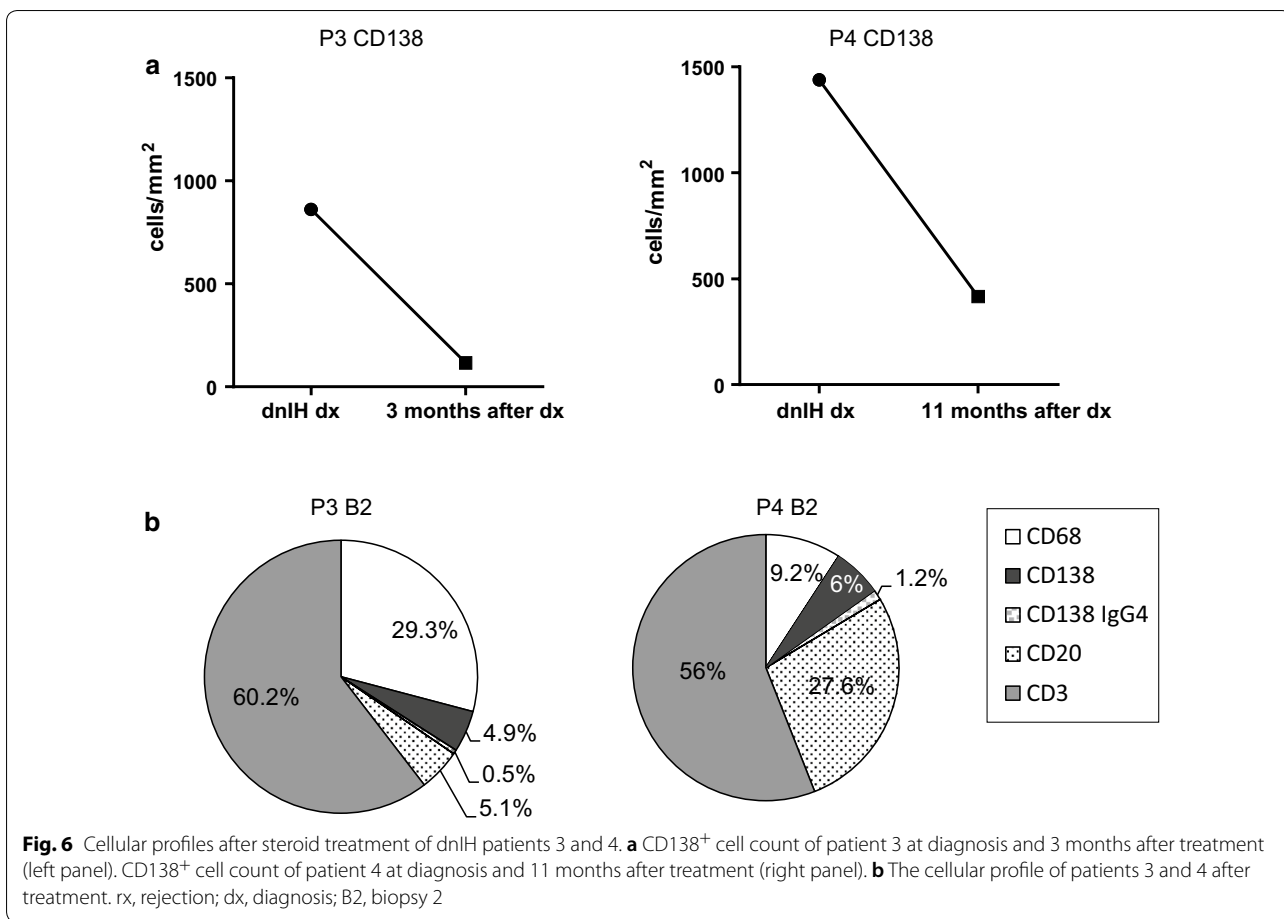 P3 CD138
P4 CD138
a
1500
1000
500
0
cells/mm²
dnIH dx
3 months after dx
1500
1000
500
0
cells/mm²
dnIH dx
11 months after dx
b
P3 B2
29.3%
60.2%
4.9%
0.5%
5.1%
P4 B2
9.2%
6%
1.2%
56%
27.6%
CD68
CD138
CD138 IgG4
CD20
CD3
Fig. 6 Cellular profiles after steroid treatment of dnIH patients 3 and 4. a CD138⁺ cell count of patient 3 at diagnosis and 3 months after treatment
(left panel). CD138⁺ cell count of patient 4 at diagnosis and 11 months after treatment (right panel). b The cellular profile of patients 3 and 4 after
treatment. rx, rejection; dx, diagnosis; B2, biopsy 2